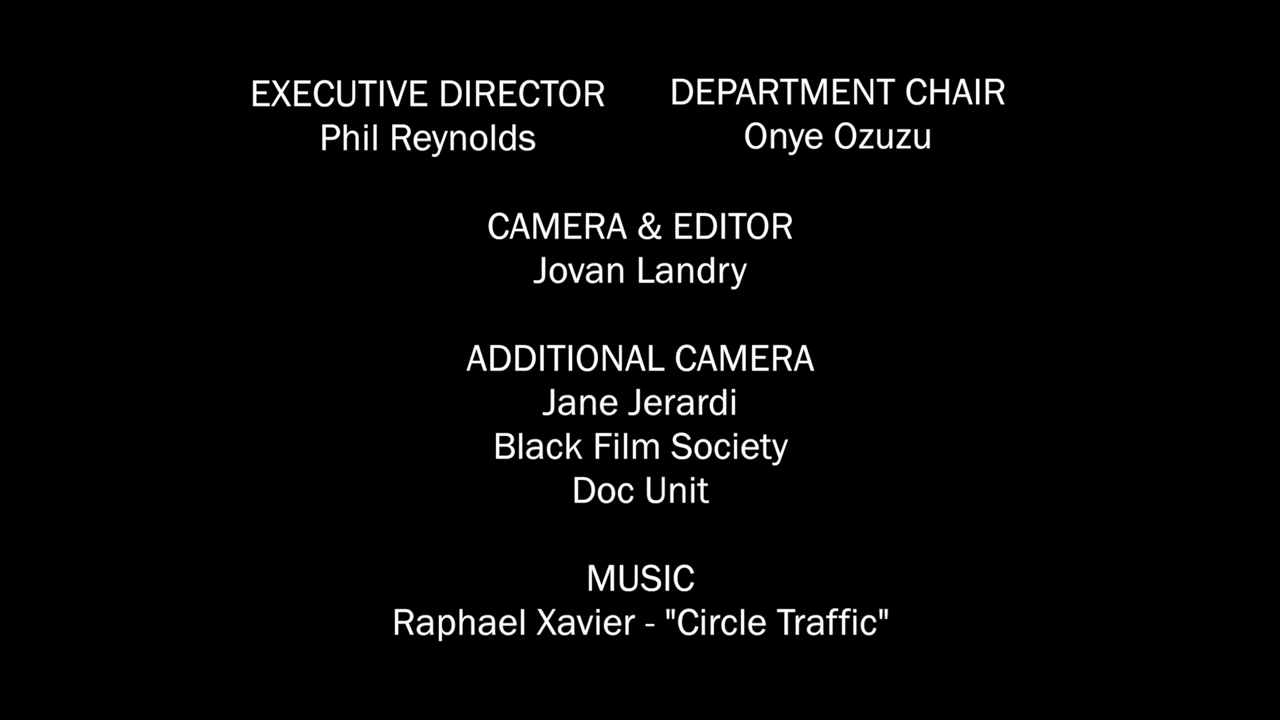 EXECUTIVE DIRECTOR
Phil Reynolds
DEPARTMENT CHAIR
Onye Ozuzu
CAMERA & EDITOR
Jovan Landry
ADDITIONAL CAMERA
Jane Jerardi
Black Film Society
Doc Unit
MUSIC
Raphael Xavier - "Circle Traffic"